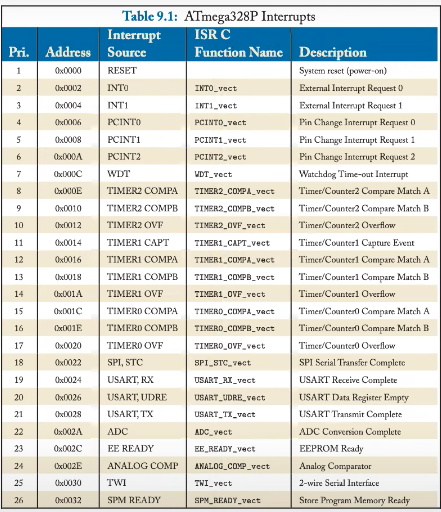 Table 9.1: ATmega328P Interrupts
Pri. Address Interrupt Source ISR C Function Name Description
1 0x0000 RESET System reset (power-on)
2 0x0002 INT0 INT0_vect External Interrupt Request 0
3 0x0004 INT1 INT1_vect External Interrupt Request 1
4 0x0006 PCINT0 PCINT0_vect Pin Change Interrupt Request 0
5 0x0008 PCINT1 PCINT1_vect Pin Change Interrupt Request 1
6 0x000A PCINT2 PCINT2_vect Pin Change Interrupt Request 2
7 0x000C WDT WDT_vect Watchdog Time-out Interrupt
8 0x000E TIMER2 COMPA TIMER2_COMPA_vect Timer/Counter2 Compare Match A
9 0x0010 TIMER2 COMPB TIMER2_COMPB_vect Timer/Counter2 Compare Match B
10 0x0012 TIMER2 OVF TIMER2_OVF_vect Timer/Counter2 Overflow
11 0x0014 TIMER1 CAPT TIMER1_CAPT_vect Timer/Counter1 Capture Event
12 0x0016 TIMER1 COMPA TIMER1_COMPA_vect Timer/Counter1 Compare Match A
13 0x0018 TIMER1 COMPB TIMER1_COMPB_vect Timer/Counter1 Compare Match B
14 0x001A TIMER1 OVF TIMER1_OVF_vect Timer/Counter1 Overflow
15 0x001C TIMER0 COMPA TIMER0_COMPA_vect Timer/Counter0 Compare Match A
16 0x001E TIMER0 COMPB TIMER0_COMPB_vect Timer/Counter0 Compare Match B
17 0x0020 TIMER0 OVF TIMER0_OVF_vect Timer/Counter0 Overflow
18 0x0022 SPI, STC SPI_STC_vect SPI Serial Transfer Complete
19 0x0024 USART, RX USART_RX_vect USART Receive Complete
20 0x0026 USART, UDRE USART_UDRE_vect USART Data Register Empty
21 0x0028 USART, TX USART_TX_vect USART Transmit Complete
22 0x002A ADC ADC_vect ADC Conversion Complete
23 0x002C EE READY EE_READY_vect EEPROM Ready
24 0x002E ANALOG COMP ANALOG_COMP_vect Analog Comparator
25 0x0030 TWI TWI_vect 2-wire Serial Interface
26 0x0032 SPM READY SPM_READY_vect Store Program Memory Ready